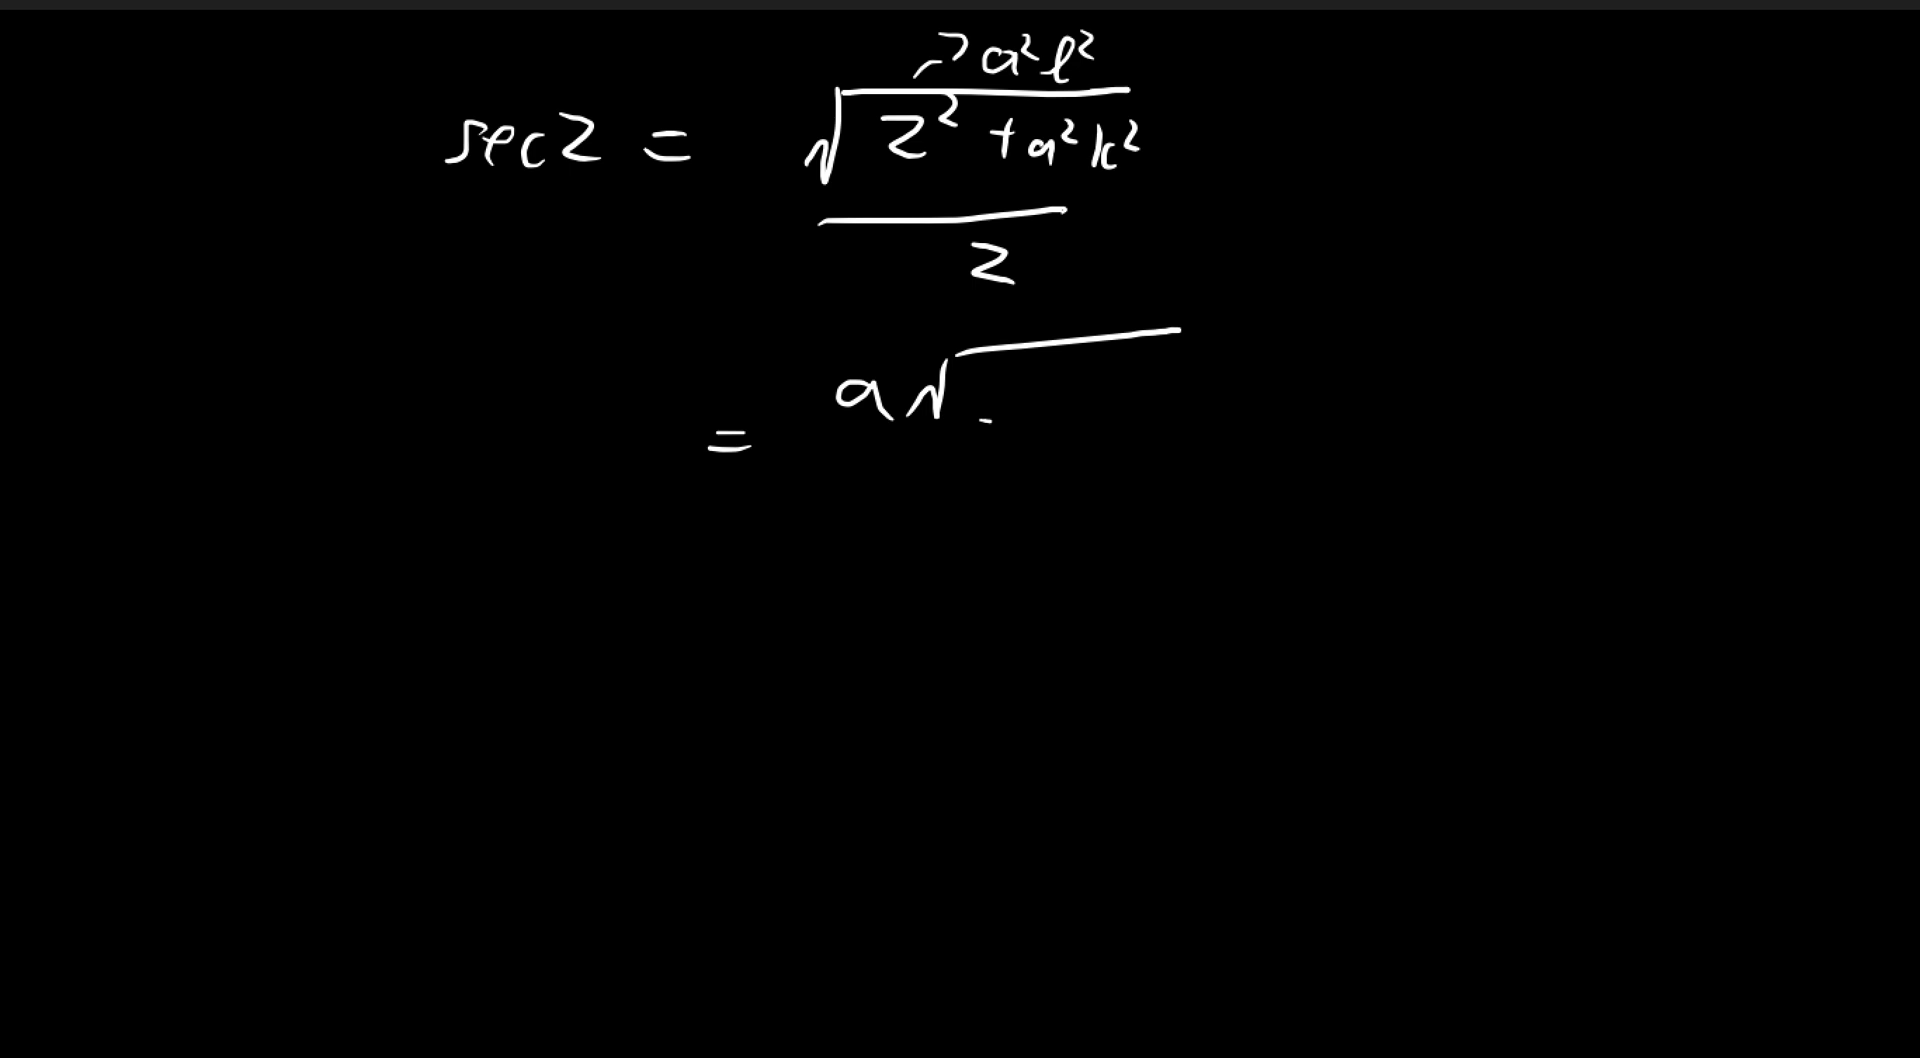 a²l²
sec z = √(z² + a²k²)
z
= a√